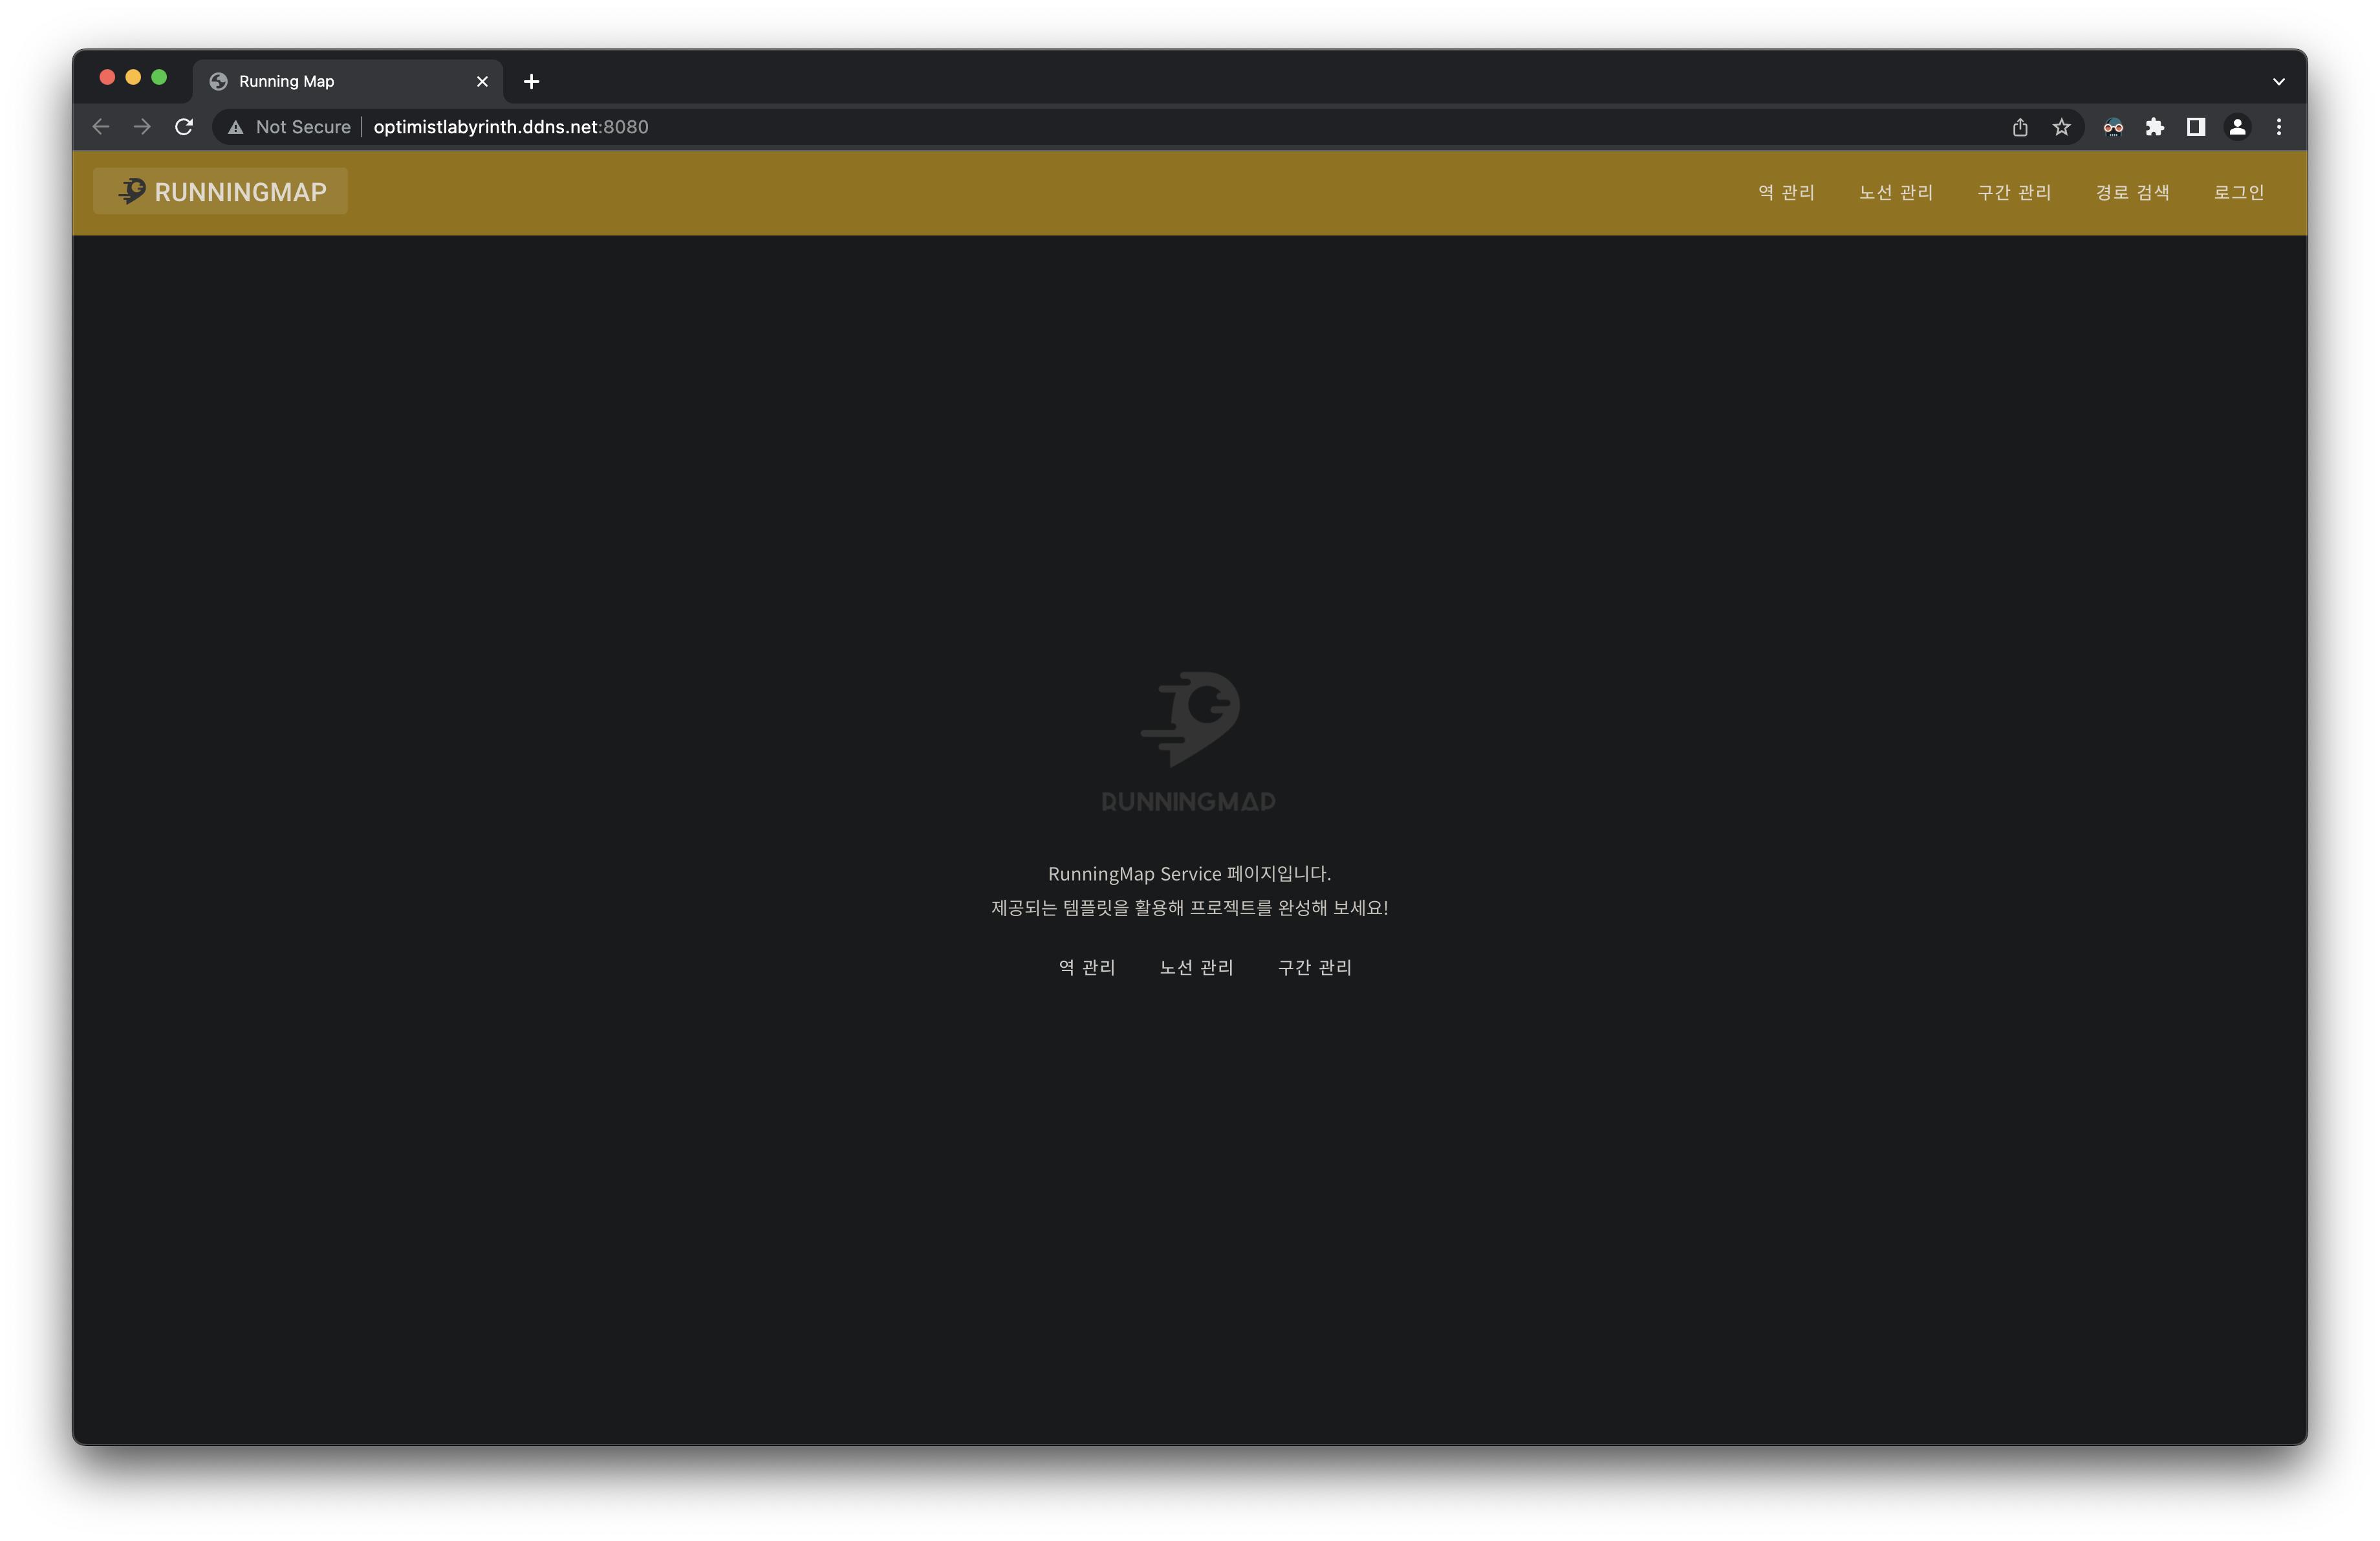 Running Map
Not Secure optimistlabyrinth.ddns.net:8080
RUNNINGMAP
역 관리 노선 관리 구간 관리 경로 검색 로그인
RUNNINGMAP
RunningMap Service 페이지입니다.
제공되는 템플릿을 활용해 프로젝트를 완성해 보세요!
역 관리 노선 관리 구간 관리